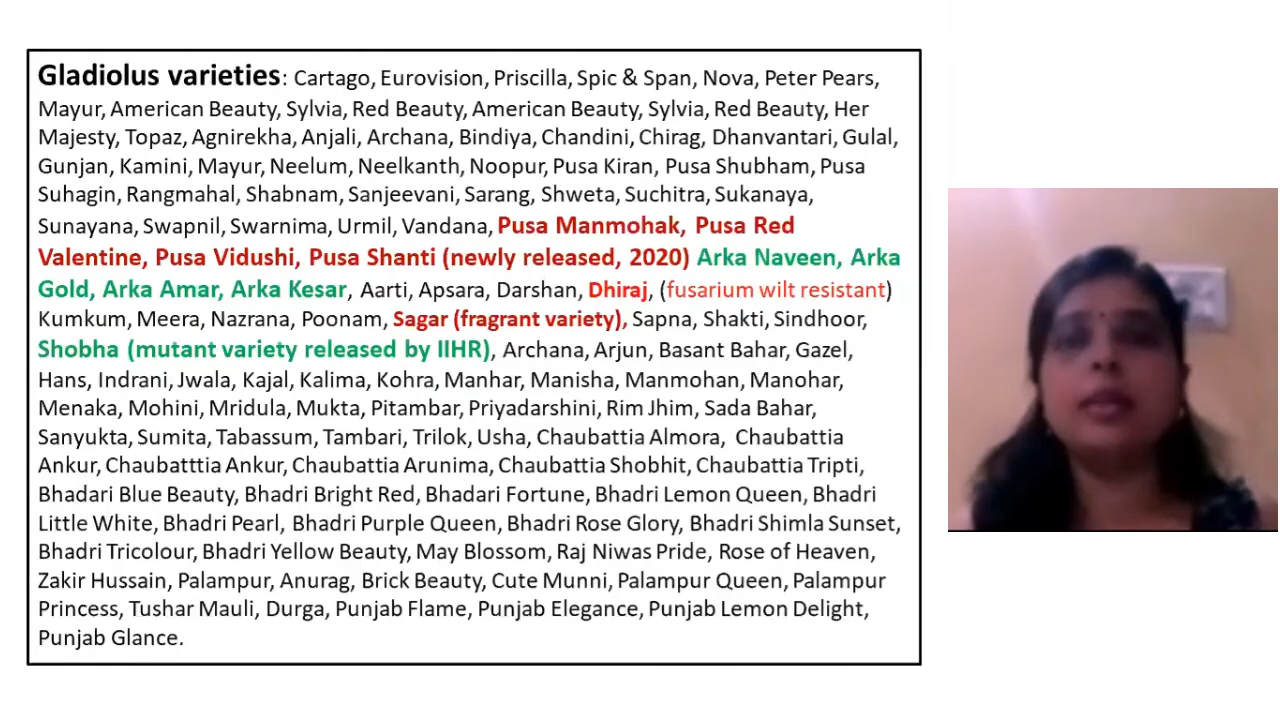 Gladiolus varieties: Cartago, Eurovision, Priscilla, Spic & Span, Nova, Peter Pears,
Mayur, American Beauty, Sylvia, Red Beauty, American Beauty, Sylvia, Red Beauty, Her
Majesty, Topaz, Agnirekha, Anjali, Archana, Bindiya, Chandini, Chirag, Dhanvantari, Gulal,
Gunjan, Kamini, Mayur, Neelum, Neelkanth, Noopur, Pusa Kiran, Pusa Shubham, Pusa
Suhagin, Rangmahal, Shabnam, Sanjeevani, Sarang, Shweta, Suchitra, Sukanaya,
Sunayana, Swapnil, Swarnima, Urmil, Vandana, Pusa Manmohak, Pusa Red
Valentine, Pusa Vidushi, Pusa Shanti (newly released, 2020) Arka Naveen, Arka
Gold, Arka Amar, Arka Kesar, Aarti, Apsara, Darshan, Dhiraj, (fusarium wilt resistant)
Kumkum, Meera, Nazrana, Poonam, Sagar (fragrant variety), Sapna, Shakti, Sindhoor,
Shobha (mutant variety released by IIHR), Archana, Arjun, Basant Bahar, Gazel,
Hans, Indrani, Jwala, Kajal, Kalima, Kohra, Manhar, Manisha, Manmohan, Manohar,
Menaka, Mohini, Mridula, Mukta, Pitambar, Priyadarshini, Rim Jhim, Sada Bahar,
Sanyukta, Sumita, Tabassum, Tambari, Trilok, Usha, Chaubattia Almora, Chaubattia
Ankur, Chaubatttia Ankur, Chaubattia Arunima, Chaubattia Shobhit, Chaubattia Tripti,
Bhadari Blue Beauty, Bhadri Bright Red, Bhadari Fortune, Bhadri Lemon Queen, Bhadri
Little White, Bhadri Pearl, Bhadri Purple Queen, Bhadri Rose Glory, Bhadri Shimla Sunset,
Bhadri Tricolour, Bhadri Yellow Beauty, May Blossom, Raj Niwas Pride, Rose of Heaven,
Zakir Hussain, Palampur, Anurag, Brick Beauty, Cute Munni, Palampur Queen, Palampur
Princess, Tushar Mauli, Durga, Punjab Flame, Punjab Elegance, Punjab Lemon Delight,
Punjab Glance.